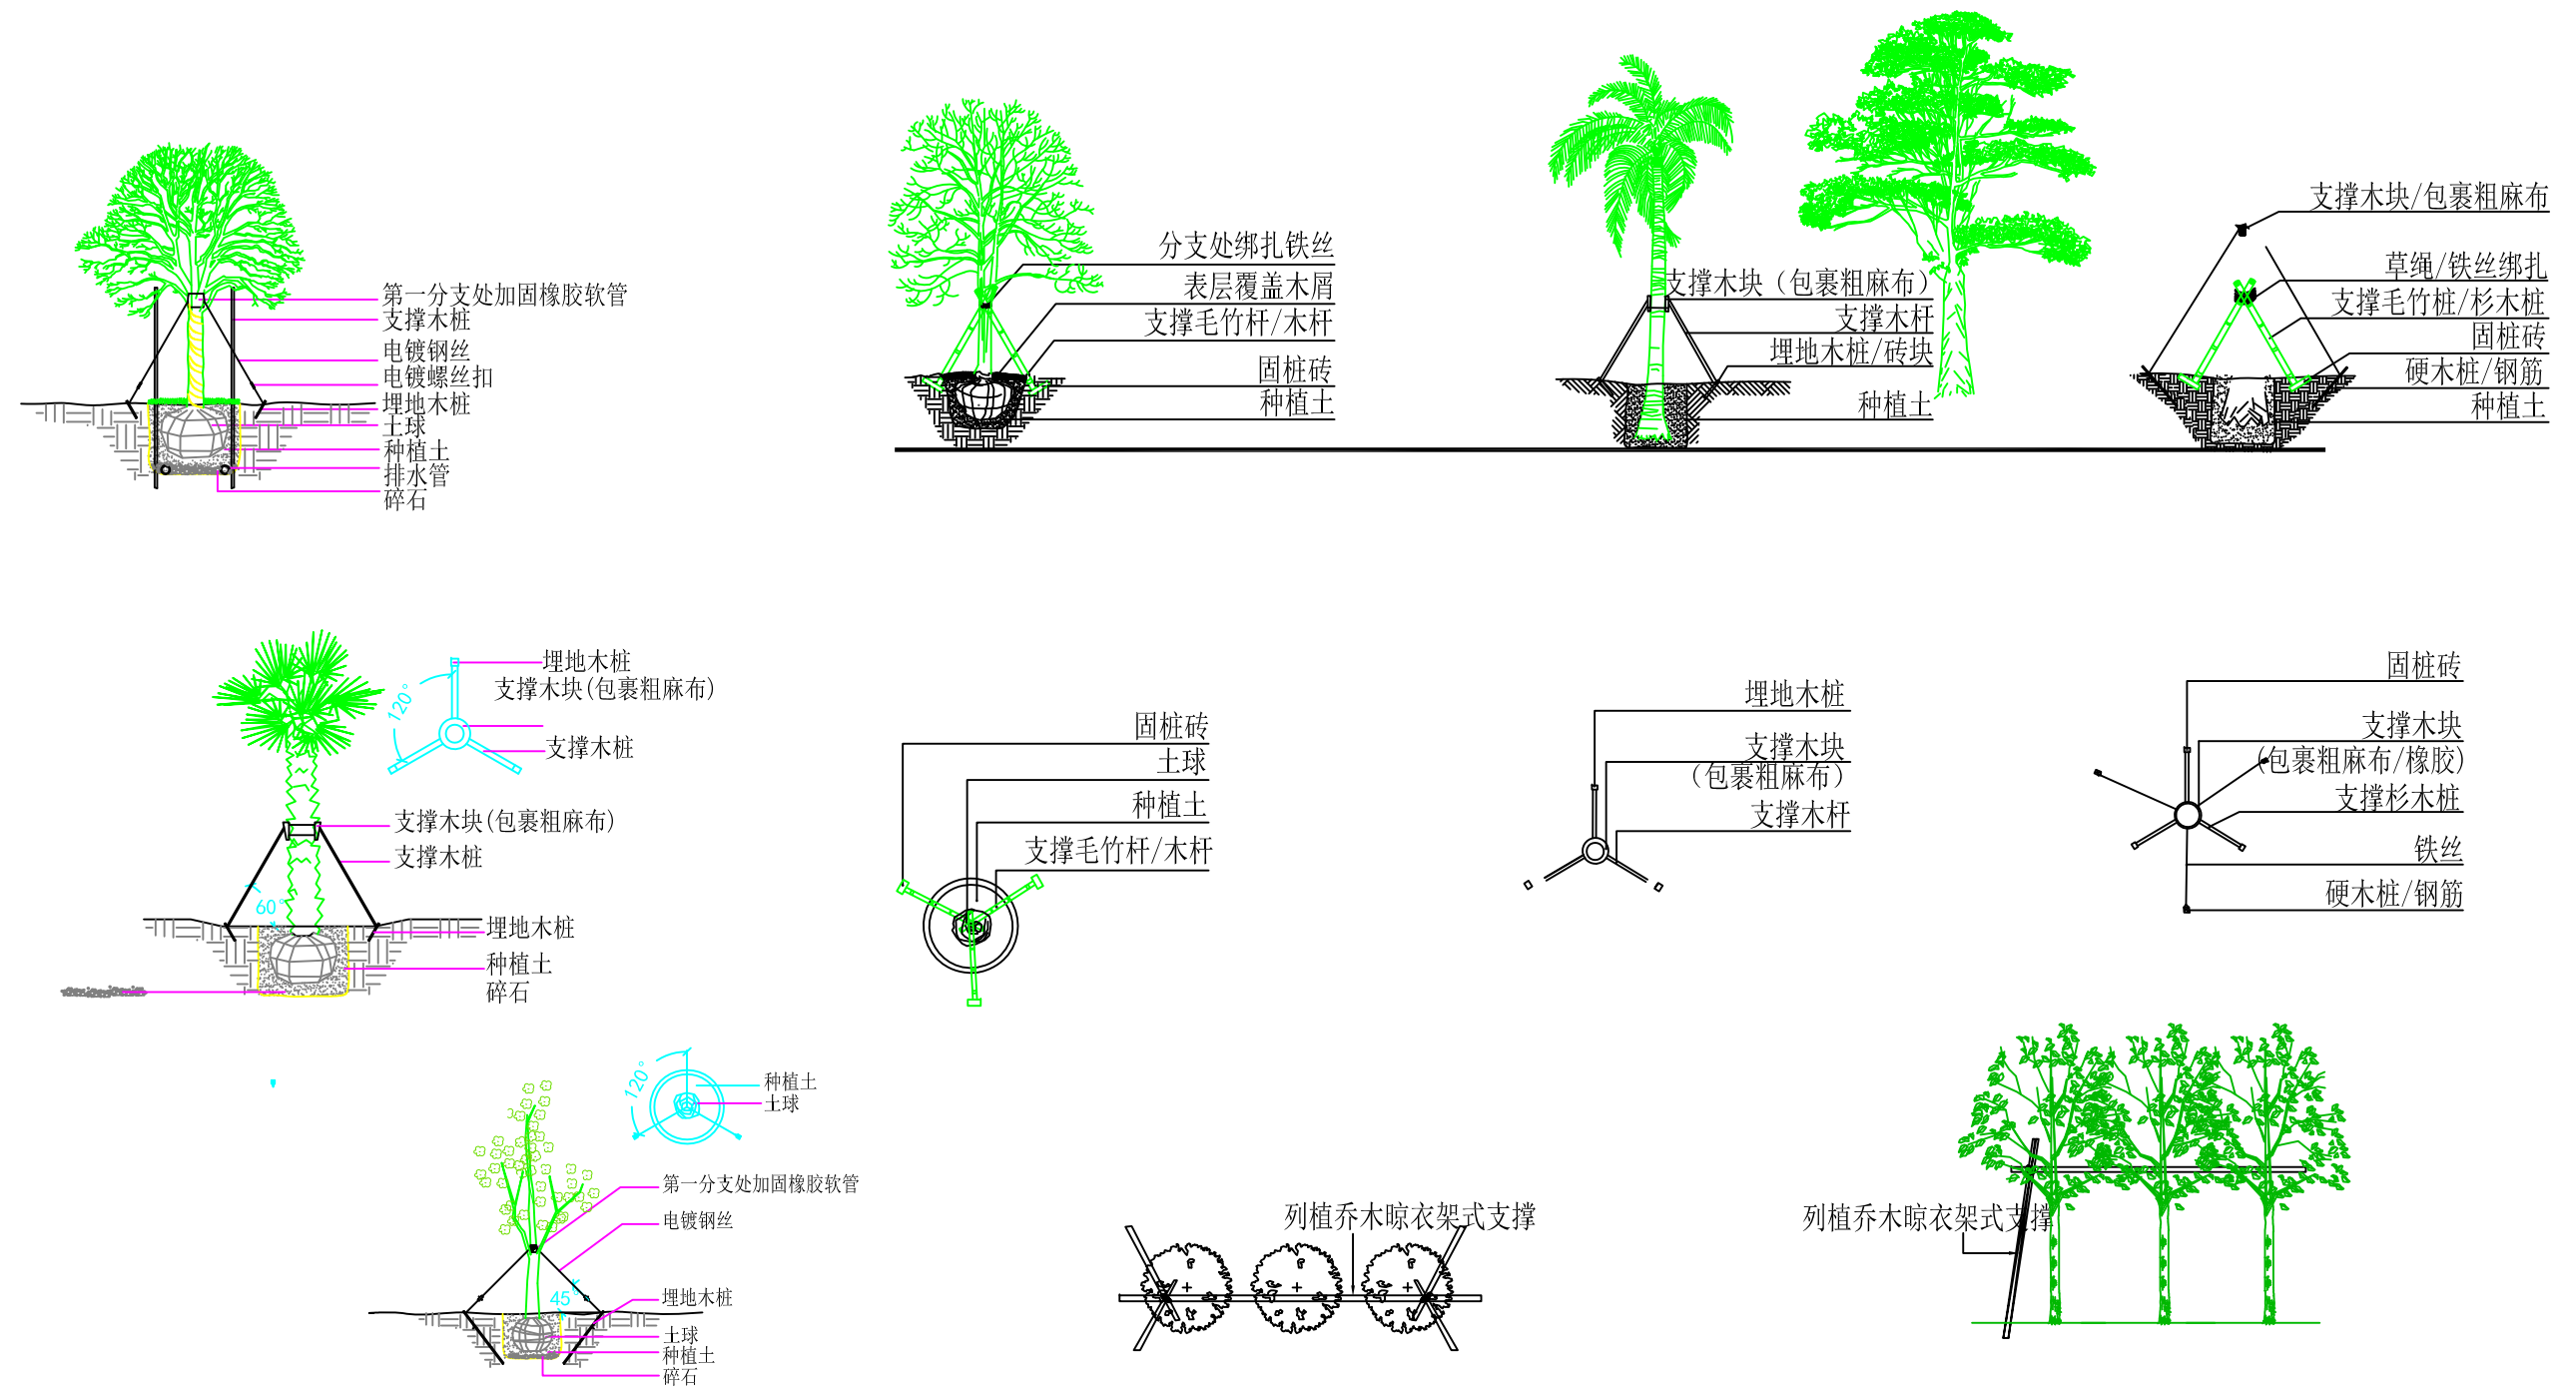 第一分支处加固橡胶软管
支撑木桩
电镀钢丝
电镀螺丝扣
埋地木桩
土球
种植土
排水管
碎石
分支处绑扎铁丝
表层覆盖木屑
支撑毛竹杆/木杆
固桩砖
种植土
支撑木块（包裹粗麻布）
支撑木杆
埋地木桩/砖块
种植土
支撑木块/包裹粗麻布
草绳/铁丝绑扎
支撑毛竹桩/杉木桩
固桩砖
硬木桩/钢筋
种植土
埋地木桩
支撑木块(包裹粗麻布)
120°
支撑木桩
支撑木块(包裹粗麻布)
支撑木桩
60°
埋地木桩
种植土
碎石
固桩砖
土球
种植土
支撑毛竹杆/木杆
埋地木桩
支撑木块
（包裹粗麻布）
支撑木杆
固桩砖
支撑木块
(包裹粗麻布/橡胶)
支撑杉木桩
铁丝
硬木桩/钢筋
120°
种植土
土球
第一分支处加固橡胶软管
电镀钢丝
45°
埋地木桩
土球
种植土
碎石
列植乔木晾衣架式支撑
列植乔木晾衣架式支撑